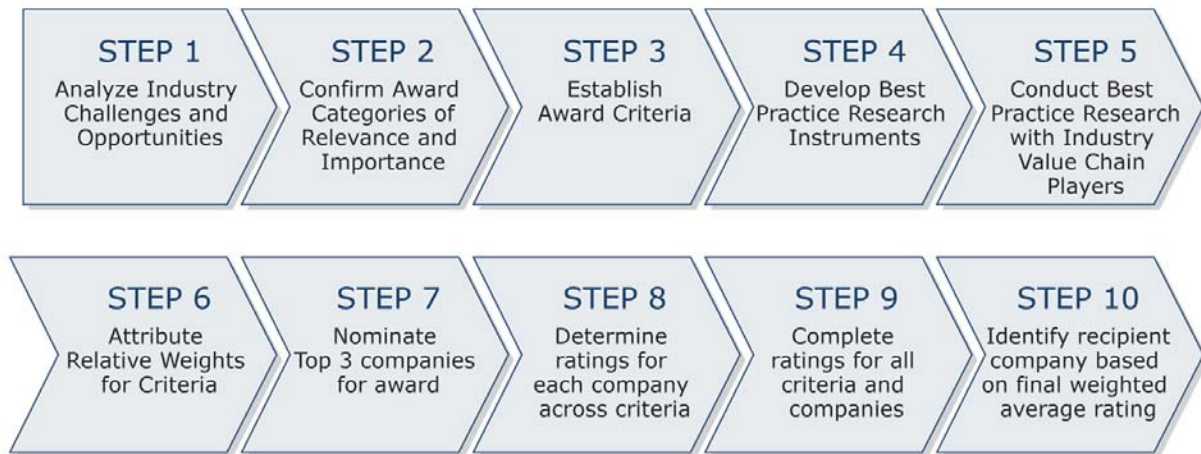 STEP 1
Analyze Industry
Challenges and
Opportunities
STEP 2
Confirm Award
Categories of
Relevance and
Importance
STEP 3
Establish
Award Criteria
STEP 4
Develop Best
Practice Research
Instruments
STEP 5
Conduct Best
Practice Research
with Industry
Value Chain
Players
STEP 6
Attribute
Relative Weights
for Criteria
STEP 7
Nominate
Top 3 companies
for award
STEP 8
Determine
ratings for
each company
across criteria
STEP 9
Complete
ratings for all
criteria and
companies
STEP 10
Identify recipient
company based
on final weighted
average rating